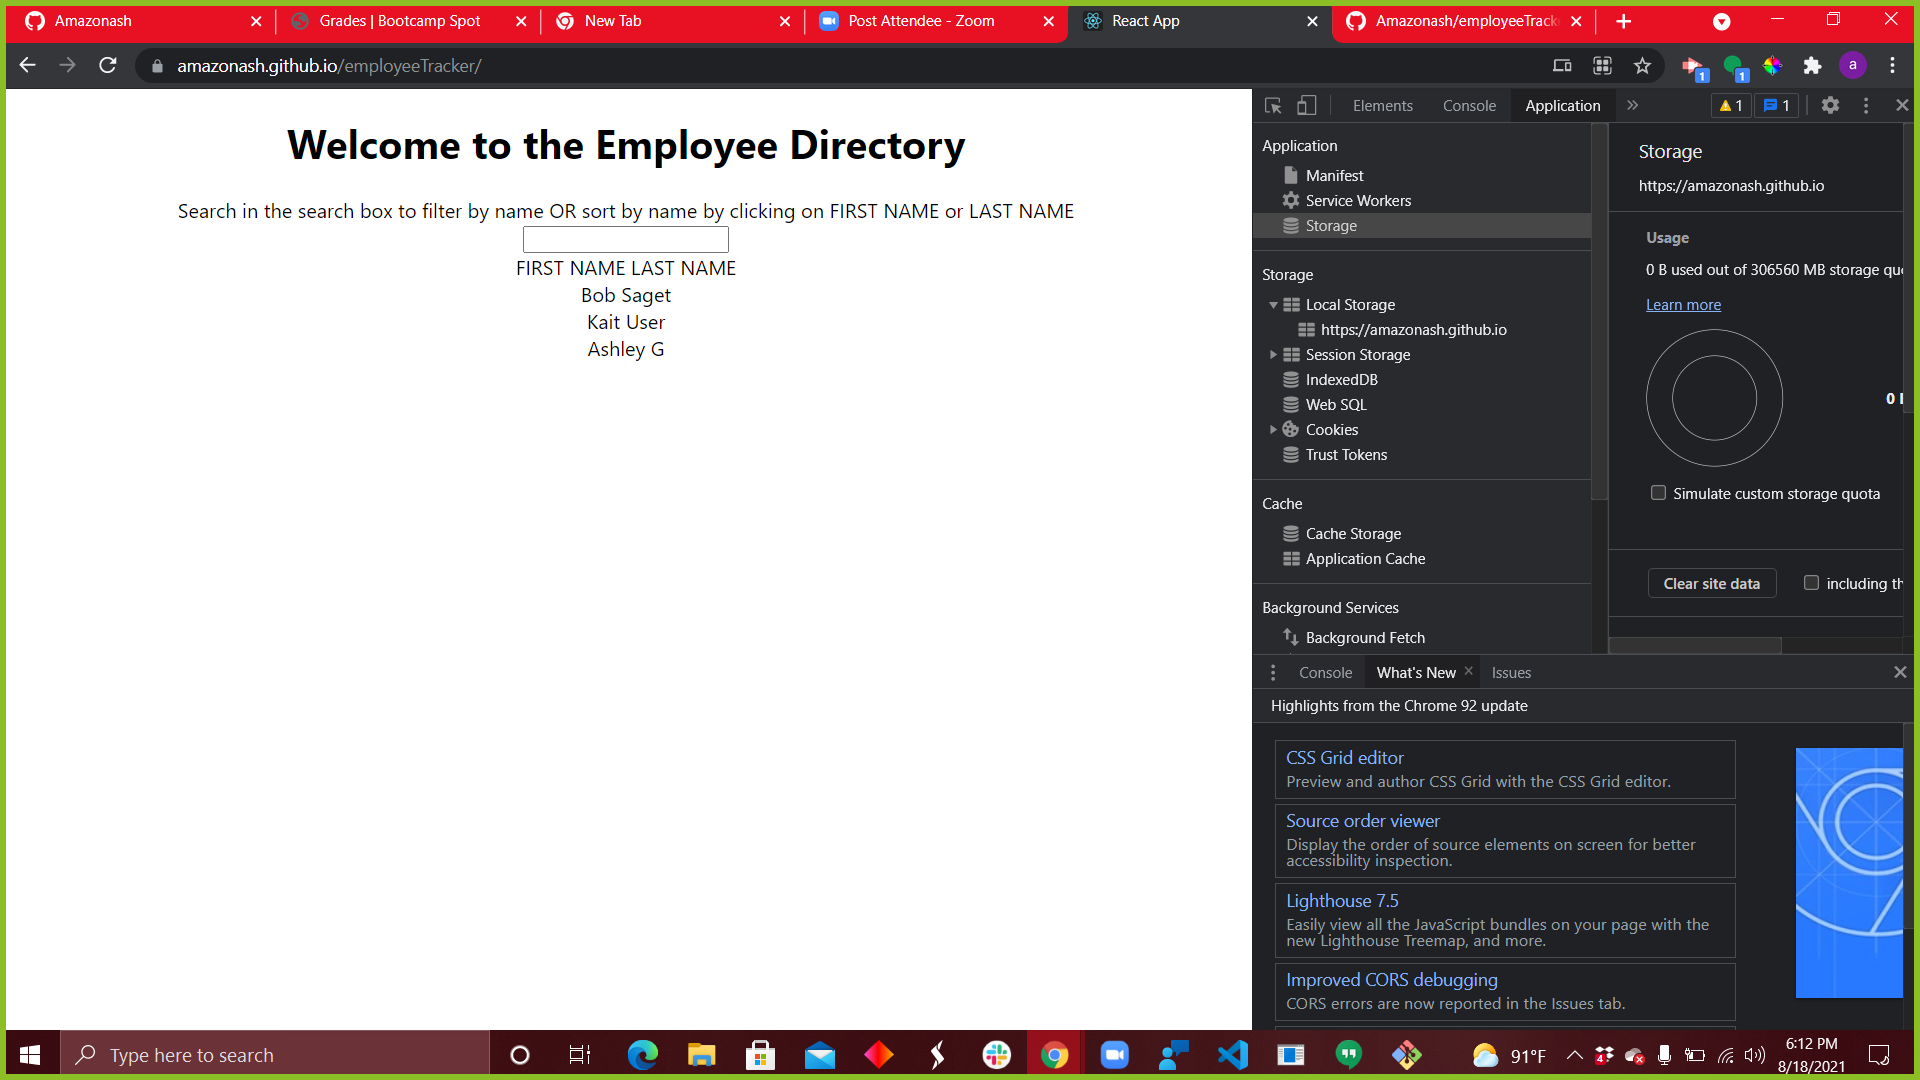 Amazonash
Grades | Bootcamp Spot
New Tab
Post Attendee - Zoom
React App
Amazonash/employeeTrack
amazonash.github.io/employeeTracker/
1
1
a
Welcome to the Employee Directory
Search in the search box to filter by name OR sort by name by clicking on FIRST NAME or LAST NAME
FIRST NAME LAST NAME
Bob Saget
Kait User
Ashley G
Elements
Console
Application
1
1
Application
Manifest
Service Workers
Storage
Storage
Local Storage
https://amazonash.github.io
Session Storage
IndexedDB
Web SQL
Cookies
Trust Tokens
Cache
Cache Storage
Application Cache
Background Services
Background Fetch
Storage
https://amazonash.github.io
Usage
0 B used out of 306560 MB storage quo
Learn more
0
Simulate custom storage quota
Clear site data
including th
Console
What's New
Issues
Highlights from the Chrome 92 update
CSS Grid editor
Preview and author CSS Grid with the CSS Grid editor.
Source order viewer
Display the order of source elements on screen for better
accessibility inspection.
Lighthouse 7.5
Easily view all the JavaScript bundles on your page with the
new Lighthouse Treemap, and more.
Improved CORS debugging
CORS errors are now reported in the Issues tab.
Type here to search
91°F
4
6:12 PM
8/18/2021